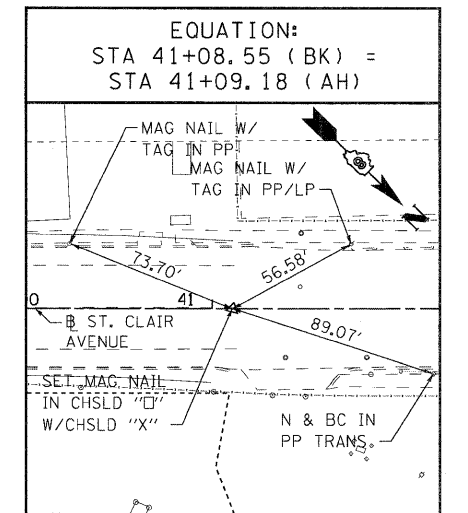 EQUATION:
STA 41+08.55 (BK) =
STA 41+09.18 (AH)
MAG NAIL W/
TAG IN PP
MAG NAIL W/
TAG IN PP/LP
N
73.70'
56.58'
0
41
89.07'
B ST. CLAIR
AVENUE
SET MAG NAIL
IN CHSLD "□"
W/CHSLD "X"
N & BC IN
PP TRANS